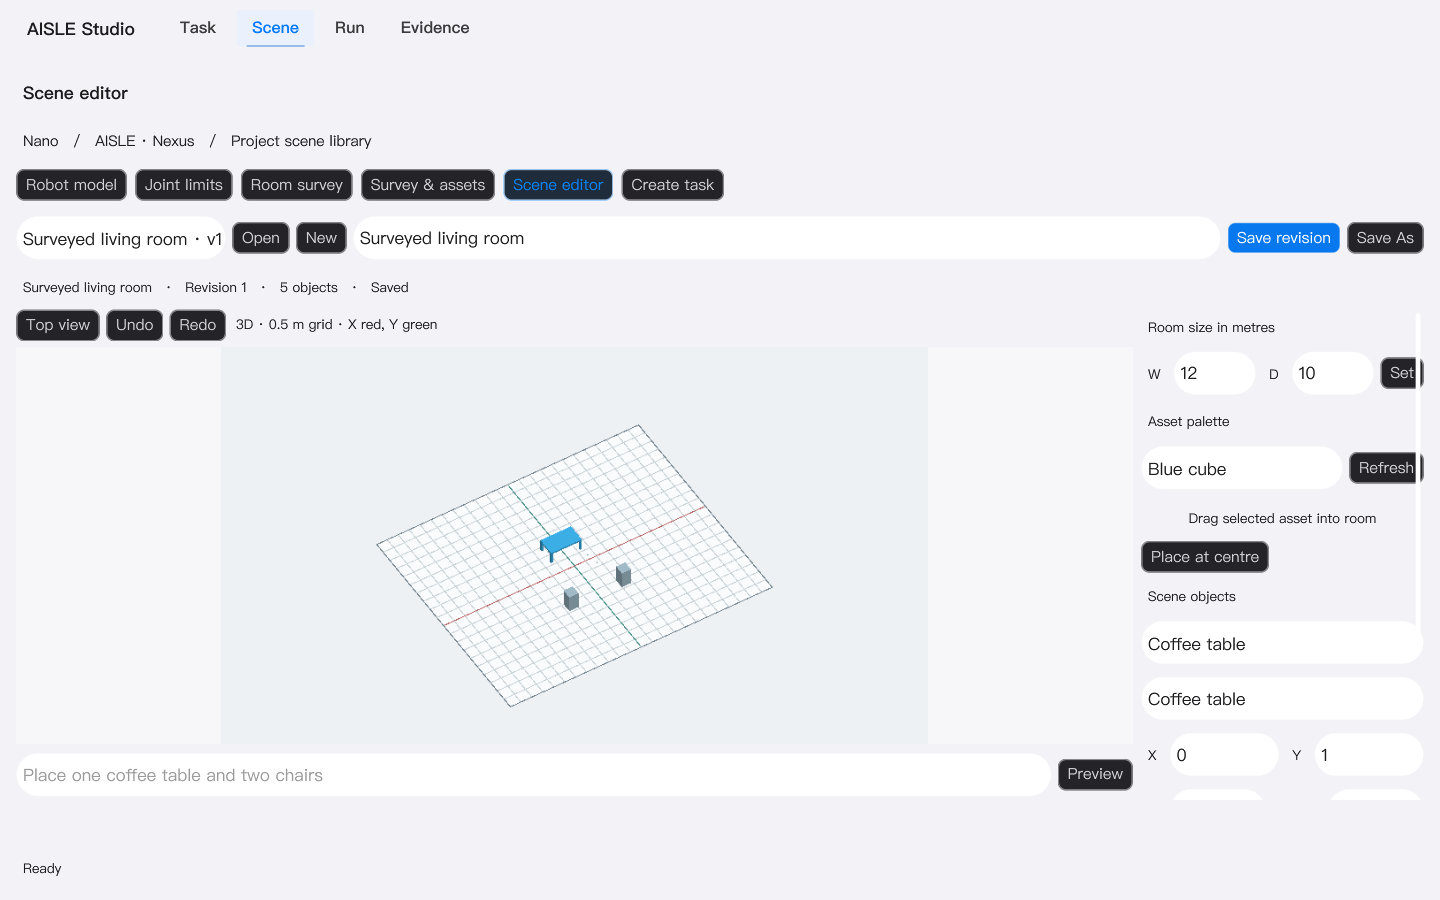 AISLE Studio Task Scene Run Evidence
Scene editor
Nano / AISLE · Nexus / Project scene library
Robot model Joint limits Room survey Survey & assets Scene editor Create task
Surveyed living room · v1 Open New Surveyed living room Save revision Save As
Surveyed living room · Revision 1 · 5 objects · Saved
Top view Undo Redo 3D · 0.5 m grid · X red, Y green
Room size in metres
W 12 D 10 Set
Asset palette
Blue cube Refresh
Drag selected asset into room
Place at centre
Scene objects
Coffee table
Coffee table
X 0 Y 1
Place one coffee table and two chairs Preview
Ready